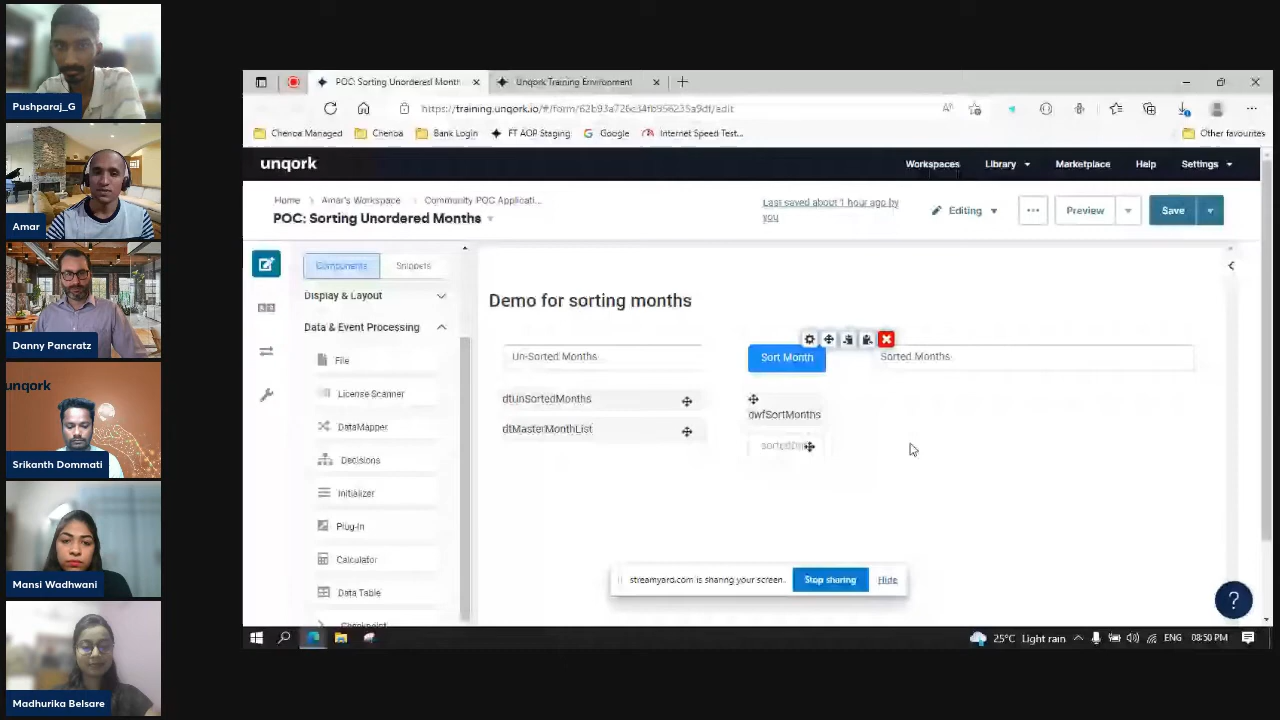 Pushparaj_G
Amar
Danny Pancratz
unqork
Srikanth Dommati
Mansi Wadhwani
Madhurika Belsare
POC: Sorting Unordered Month
Unqork Training Environment
Chenoa Managed
Chenoa
Bank Login
FT AOP Staging
Google
Internet Speed Test...
Other favourites
unqork
Workspaces
Library
Marketplace
Help
Settings
Home
Amar's Workspace
Community POC Applicati...
POC: Sorting Unordered Months
Last saved about 1 hour ago by
you
Editing
Preview
Save
Components
Snippets
Display & Layout
Data & Event Processing
File
License Scanner
DataMapper
Decisions
Initializer
Plug-In
Calculator
Data Table
Demo for sorting months
Un-Sorted Months
Sort Month
Sorted Months
dtUnSortedMonths
dtMasterMonthList
dwfSortMonths
streamyard.com is sharing your screen.
Stop sharing
Hide
?
25°C Light rain
ENG
08:50 PM